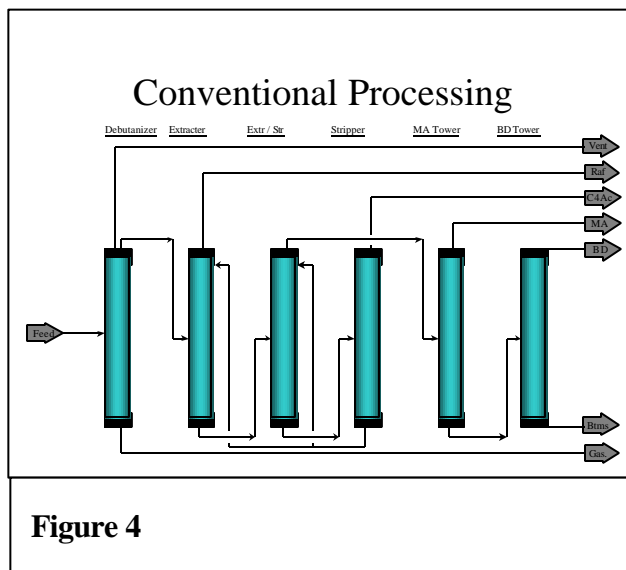 Conventional Processing
Debutanizer Extracter Extr / Str Stripper MA Tower BD Tower
Vent
Raf
C4Ac
MA
BD
Feed
Btms
Gas.
Figure 4